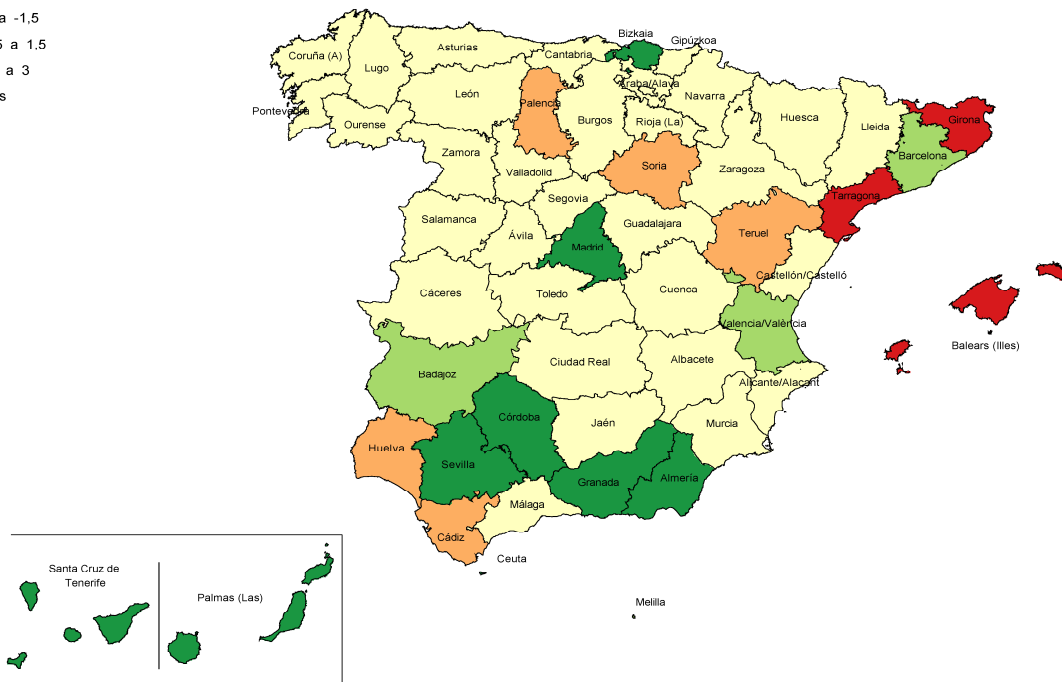 a -1,5
a 1.5
a 3
s
Bizkaia
Gipúzkoa
Asturias
Cantabria
Coruña (A)
Lugo
León
Araba/Alava
Navarra
Palencia
Pontevedra
Ourense
Burgos
Rioja (La)
Huesca
Lleida
Girona
Zamora
Valladolid
Soria
Zaragoza
Barcelona
Segovia
Tarragona
Salamanca
Ávila
Guadalajara
Teruel
Madrid
Castellón/Castelló
Cáceres
Toledo
Cuenca
Valencia/València
Balears (Illes)
Ciudad Real
Albacete
Badajoz
Alicante/Alacant
Córdoba
Jaén
Murcia
Huelva
Sevilla
Granada
Almería
Málaga
Cádiz
Ceuta
Santa Cruz de
Tenerife
Palmas (Las)
Melilla